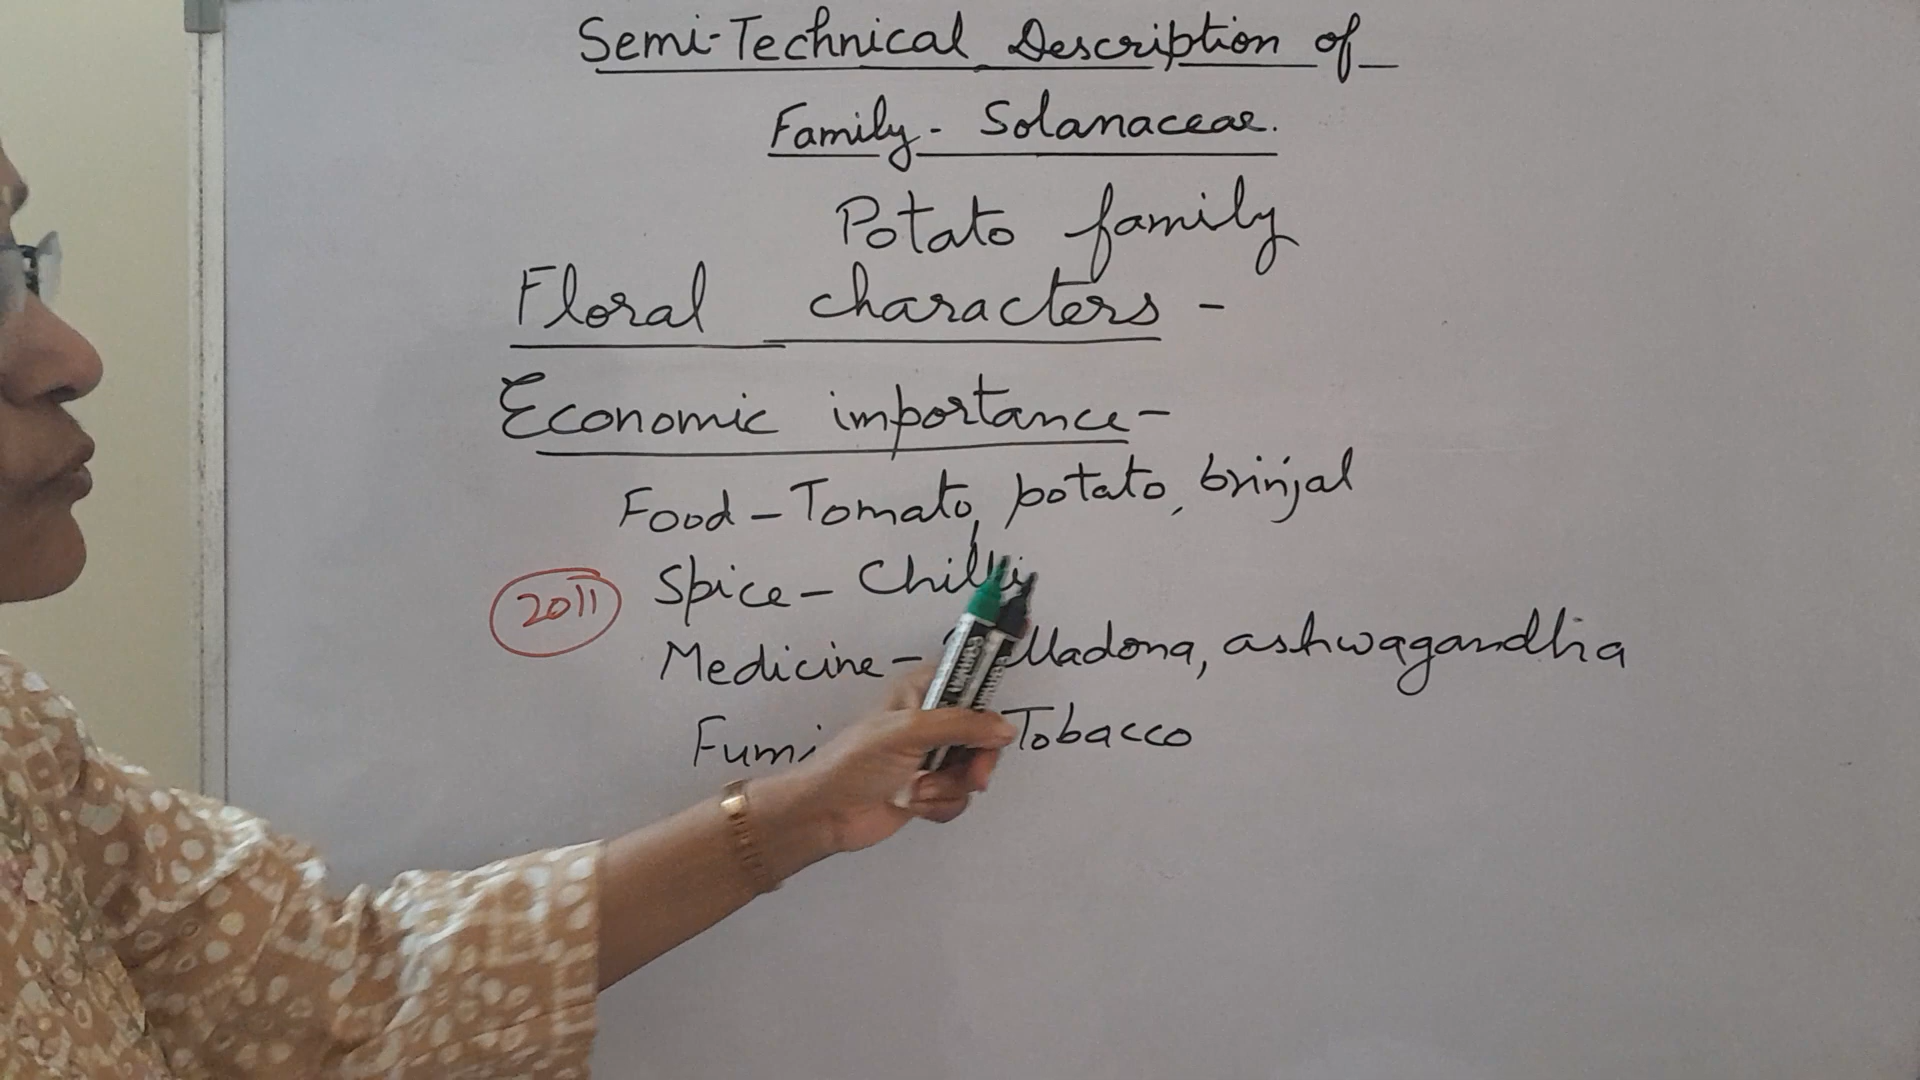 Semi-Technical Description of
Family - Solanaceae.
Potato family
Floral characters -
Economic importance -
Food - Tomato, potato, brinjal
2011
Spice - Chilli
Medicine - lladona, ashwagandha
Fumi Tobacco